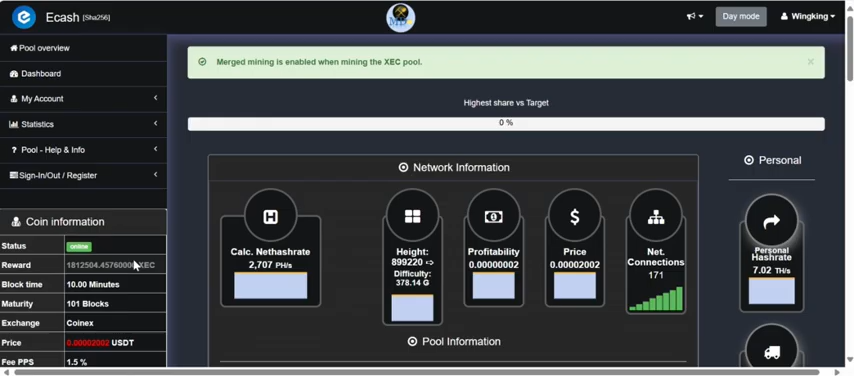 Ecash [Sha256]
MD
Day mode
Wingking
Pool overview
Dashboard
My Account
Statistics
? Pool - Help & Info
Sign-In/Out / Register
Coin information
Status online
Reward 1812504.45760000 XEC
Block time 10.00 Minutes
Maturity 101 Blocks
Exchange Coinex
Price 0.00002002 USDT
Fee PPS 1.5 %
Merged mining is enabled when mining the XEC pool.
×
Highest share vs Target
0 %
Network Information
Calc. Nethashrate
2,707 PH/s
Height:
899220
Difficulty:
378.14 G
Profitability
0.00000002
$
Price
0.00002002
Net.
Connections
171
Pool Information
Personal
Personal
Hashrate
7.02 TH/s